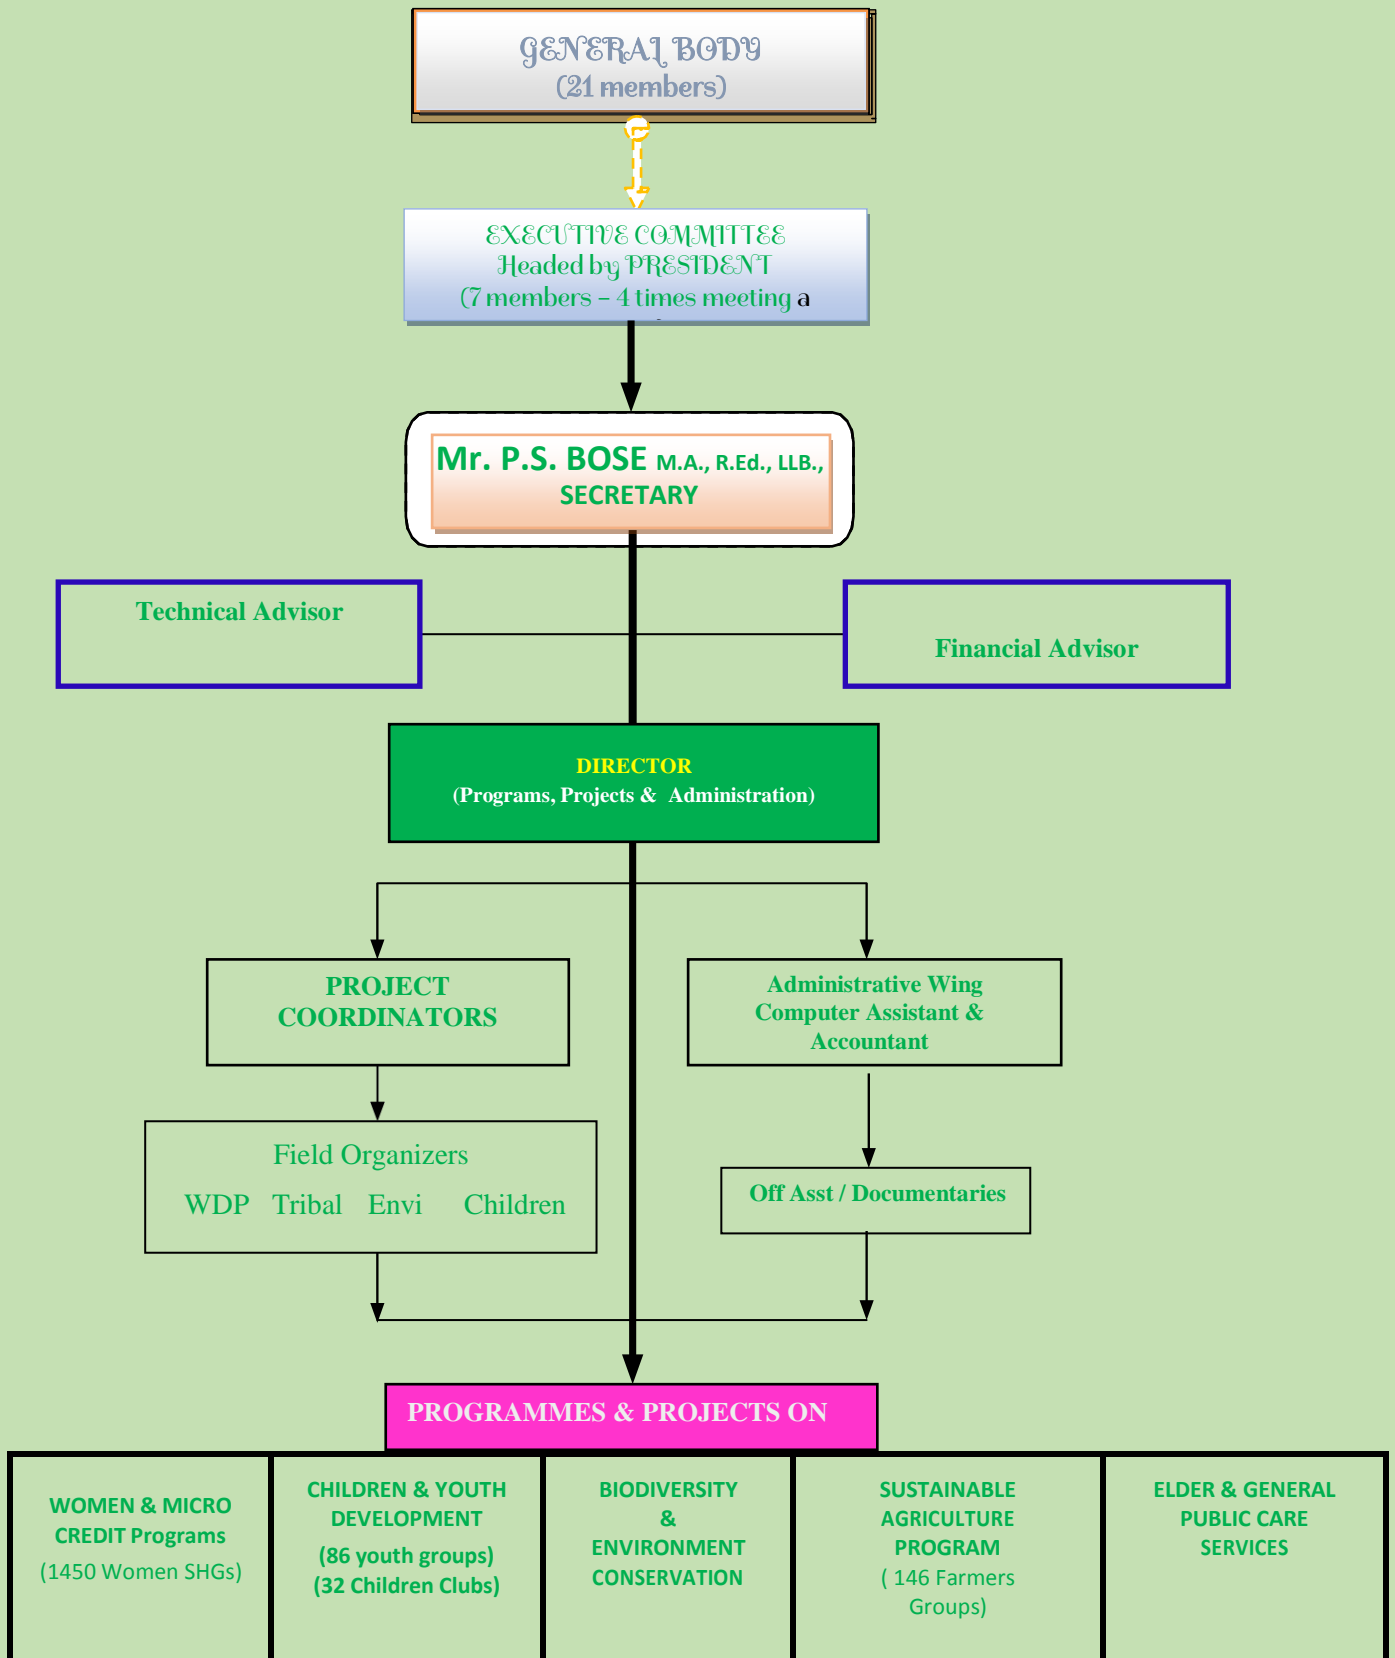 GENERAL BODY
(21 members)
EXECUTIVE COMMITTEE
Headed by PRESIDENT
(7 members – 4 times meeting a
Mr. P.S. BOSE M.A., R.Ed., LLB.,
SECRETARY
Technical Advisor
Financial Advisor
DIRECTOR
(Programs, Projects & Administration)
PROJECT
COORDINATORS
Administrative Wing
Computer Assistant &
Accountant
Field Organizers
WDP Tribal Envi Children
Off Asst / Documentaries
PROGRAMMES & PROJECTS ON
WOMEN & MICRO
CREDIT Programs
(1450 Women SHGs)
CHILDREN & YOUTH
DEVELOPMENT
(86 youth groups)
(32 Children Clubs)
BIODIVERSITY
&
ENVIRONMENT
CONSERVATION
SUSTAINABLE
AGRICULTURE
PROGRAM
( 146 Farmers
Groups)
ELDER & GENERAL
PUBLIC CARE
SERVICES